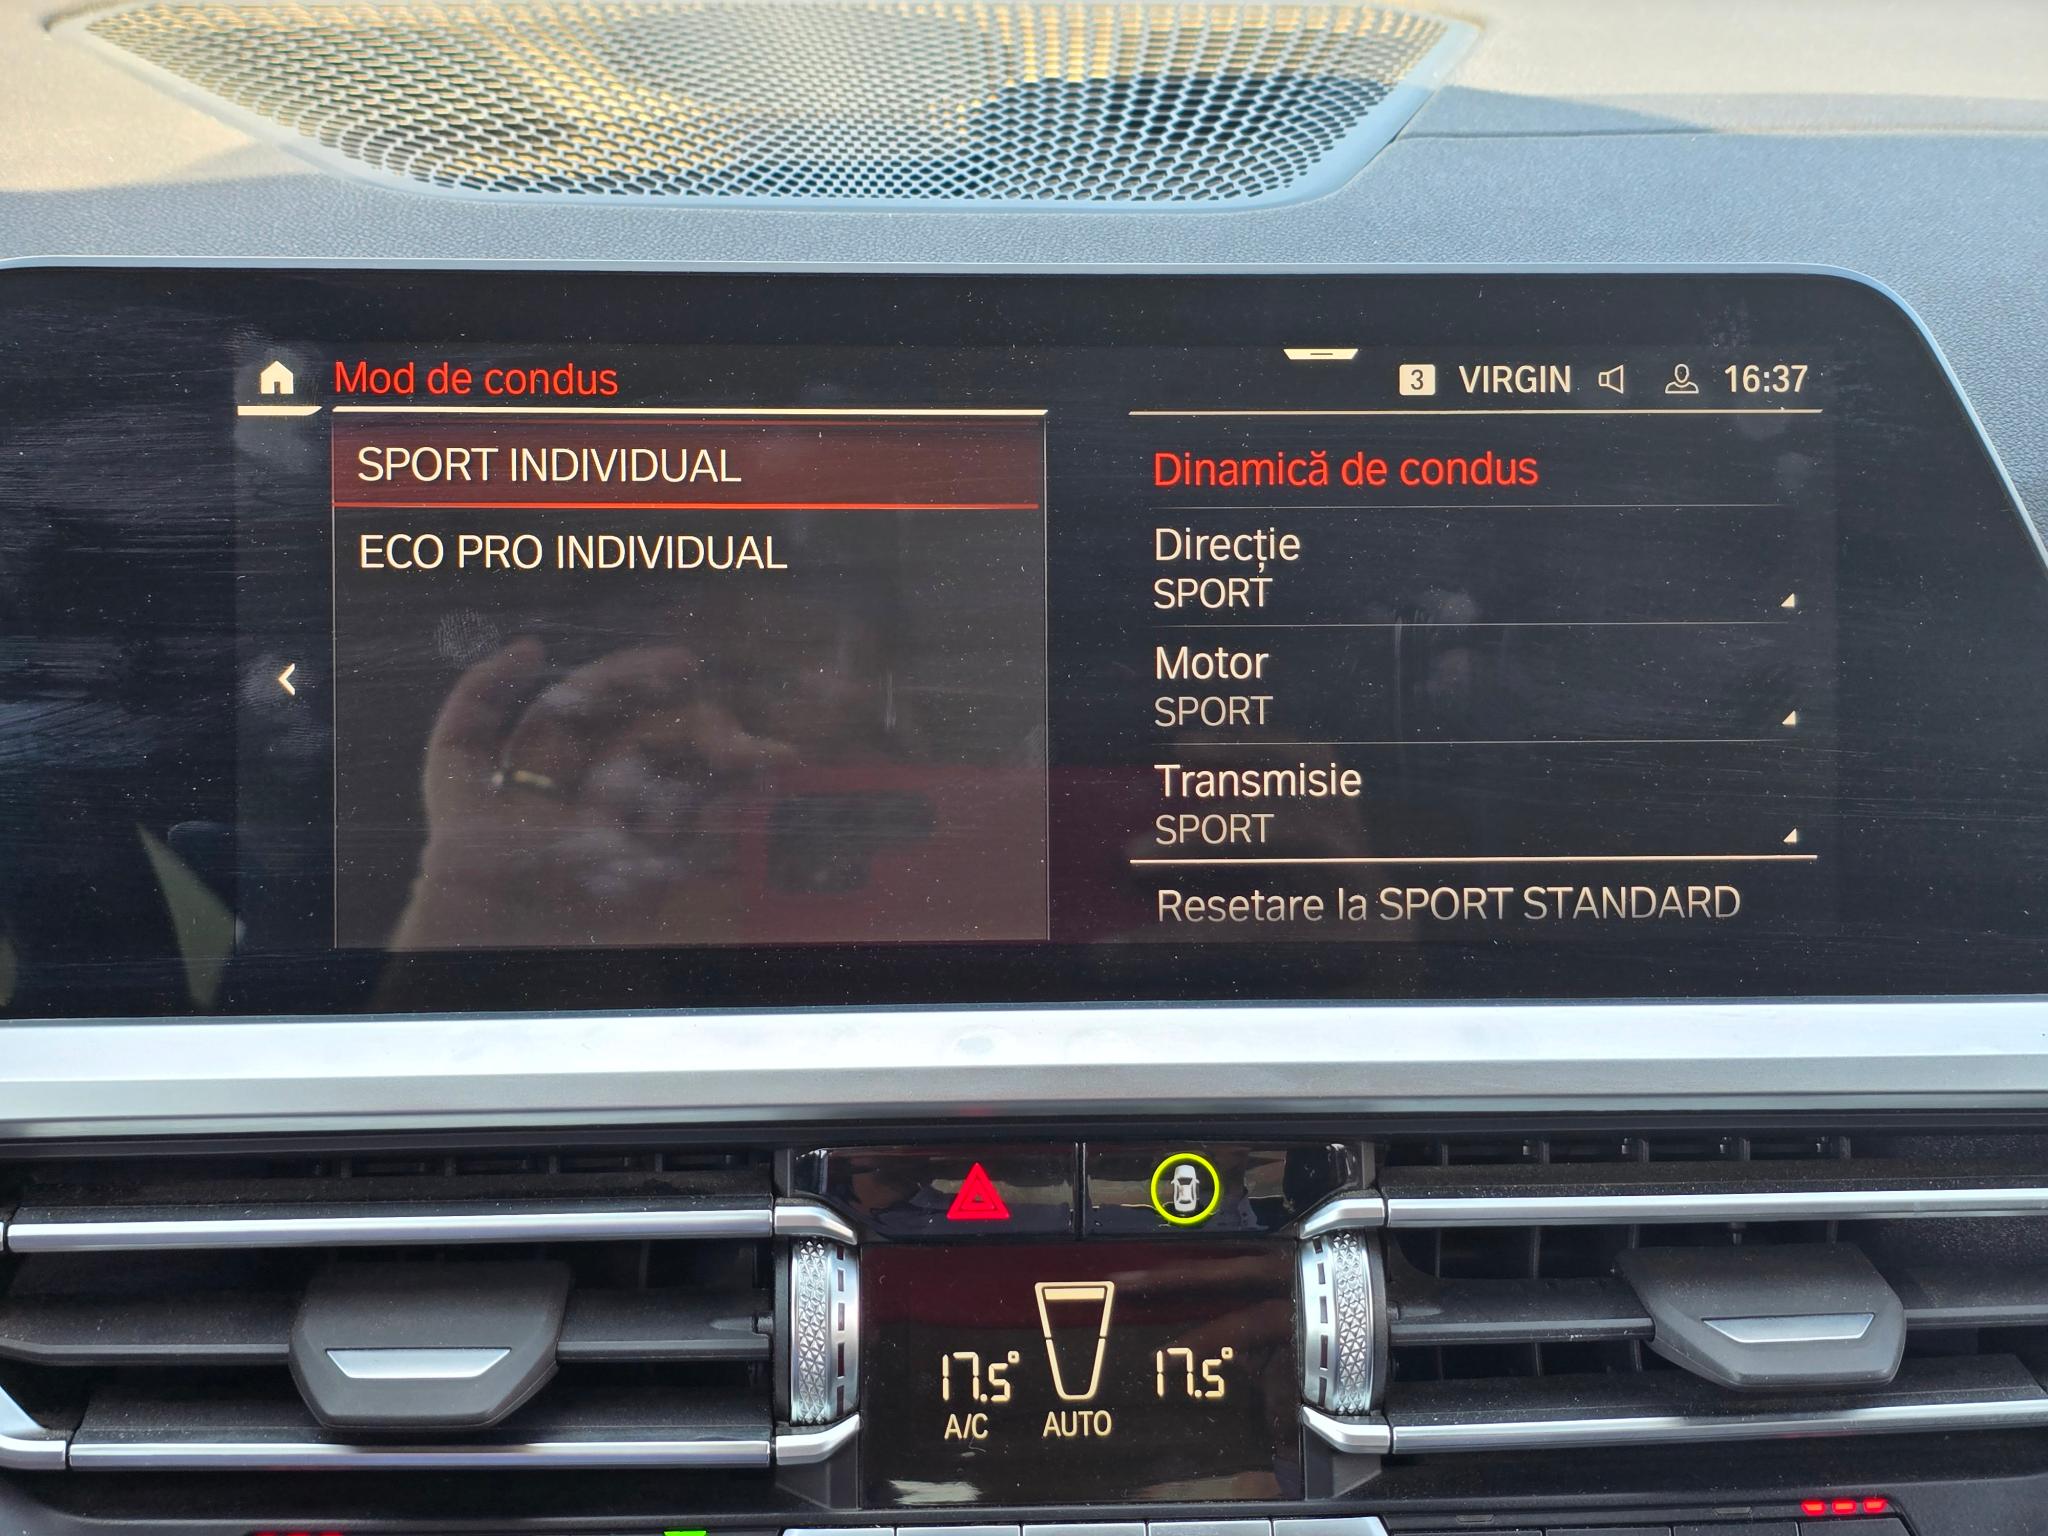 Mod de condus
3 VIRGIN 16:37
SPORT INDIVIDUAL
ECO PRO INDIVIDUAL
Dinamică de condus
Direcție
SPORT
Motor
SPORT
Transmisie
SPORT
Resetare la SPORT STANDARD
17.5° 17.5°
A/C AUTO